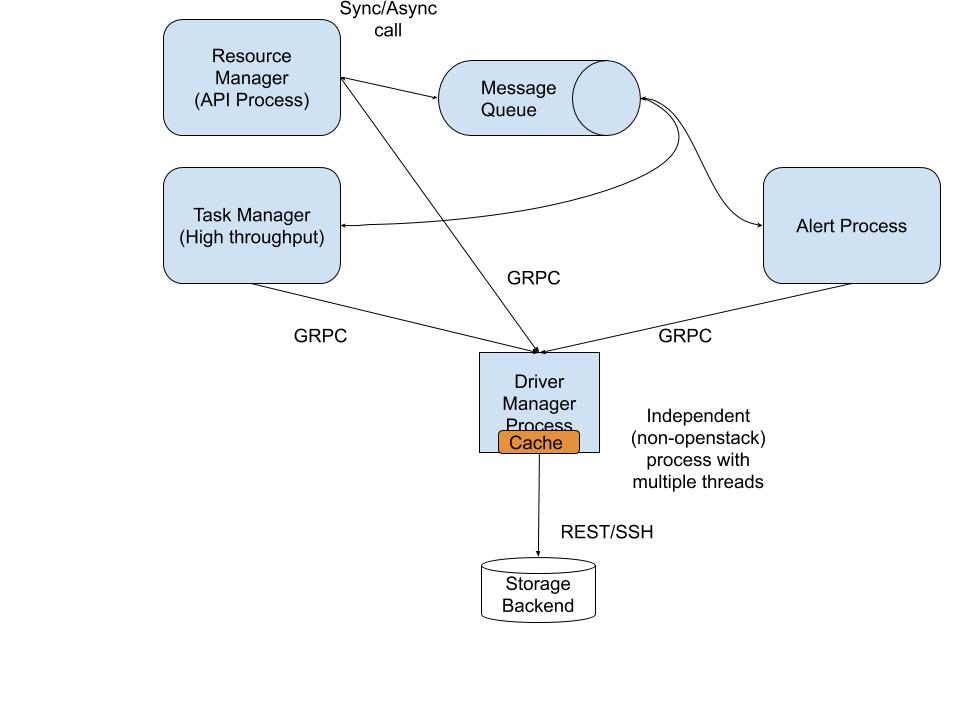 Sync/Async
call
Resource
Manager
(API Process)
Message
Queue
Task Manager
(High throughput)
Alert Process
GRPC
GRPC
GRPC
Driver
Manager
Process
Cache
Independent
(non-openstack)
process with
multiple threads
REST/SSH
Storage
Backend